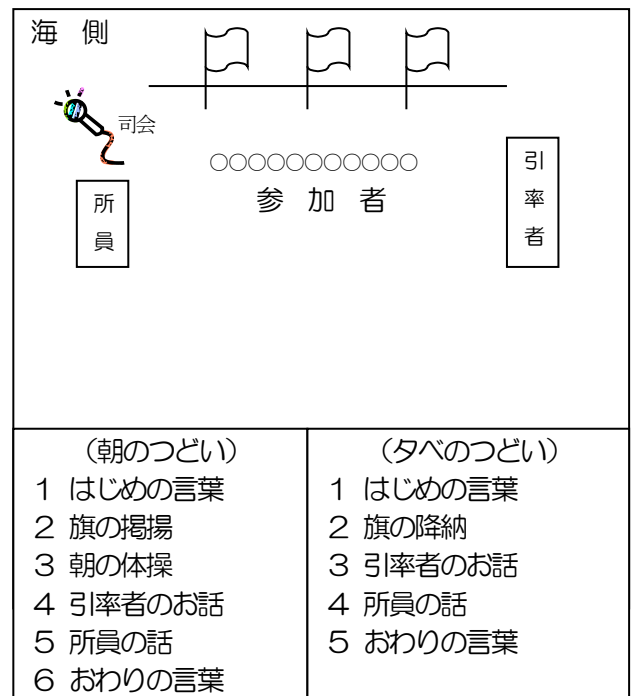 海 側
司会
○○○○○○○○○○○
参 加 者
所員
引率者
（朝のつどい）
1 はじめの言葉
2 旗の掲揚
3 朝の体操
4 引率者のお話
5 所員の話
6 おわりの言葉
（夕べのつどい）
1 はじめの言葉
2 旗の降納
3 引率者のお話
4 所員の話
5 おわりの言葉